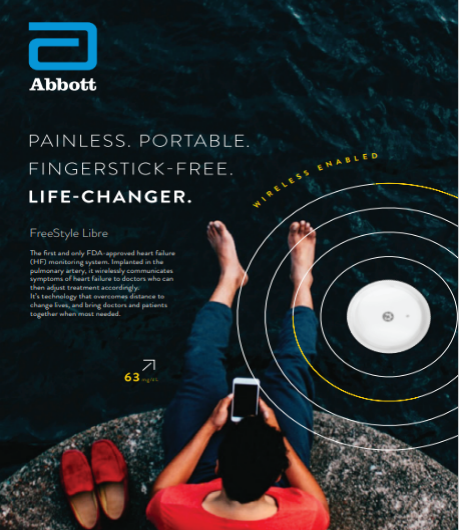 Abbott
PAINLESS. PORTABLE.
FINGERSTICK-FREE.
LIFE-CHANGER.
WIRELESS ENABLED
FreeStyle Libre
The first and only FDA-approved heart failure
(HF) monitoring system. Implanted in the
pulmonary artery, it wirelessly communicates
symptoms of heart failure to doctors who can
then adjust treatment accordingly.
It's technology that overcomes distance to
change lives, and bring doctors and patients
together when most needed.
63 mg/dL